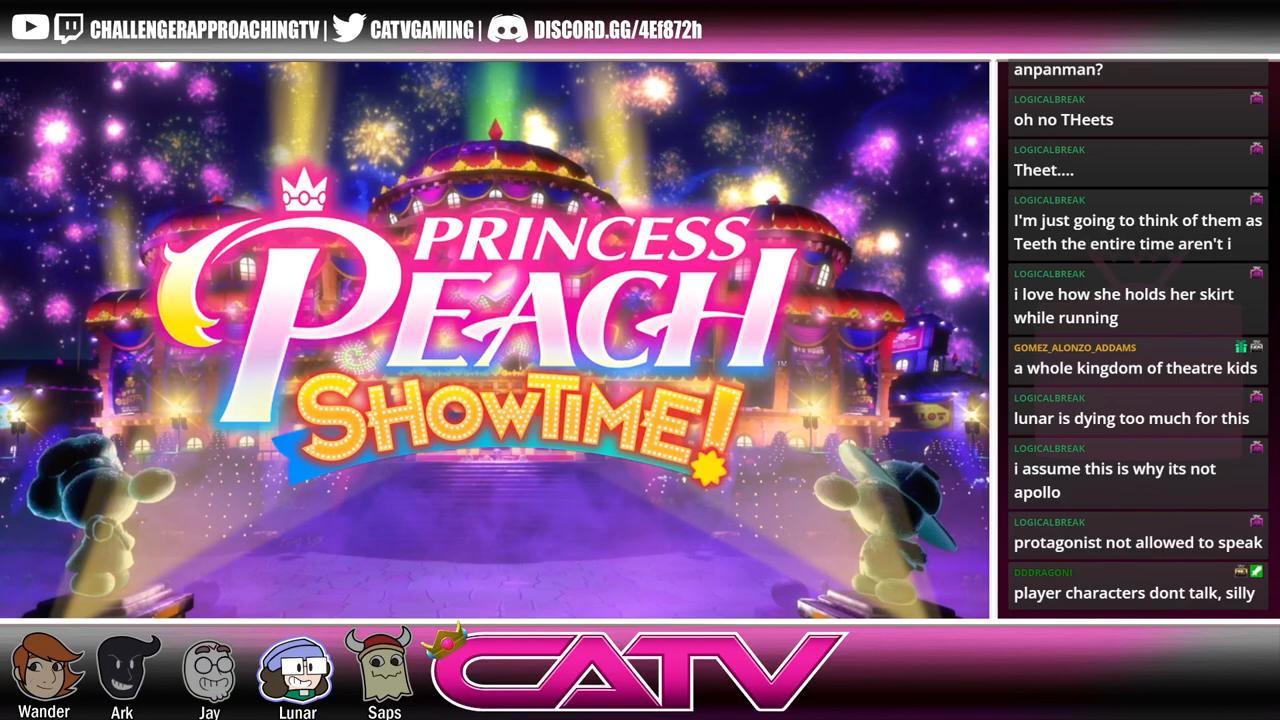 CHALLENGERAPPROACHINGTV | CATVGAMING | DISCORD.GG/4Ef872h
PRINCESS
PEACH
TM
SHOWTIME!
anpanman?
LOGICALBREAK
oh no THeets
LOGICALBREAK
Theet....
LOGICALBREAK
I'm just going to think of them as
Teeth the entire time aren't i
LOGICALBREAK
i love how she holds her skirt
while running
GOMEZ_ALONZO_ADDAMS
a whole kingdom of theatre kids
LOGICALBREAK
lunar is dying too much for this
LOGICALBREAK
i assume this is why its not
apollo
LOGICALBREAK
protagonist not allowed to speak
DDDRAGONI
player characters dont talk, silly
Wander
Ark
Jay
Lunar
Saps
CATV